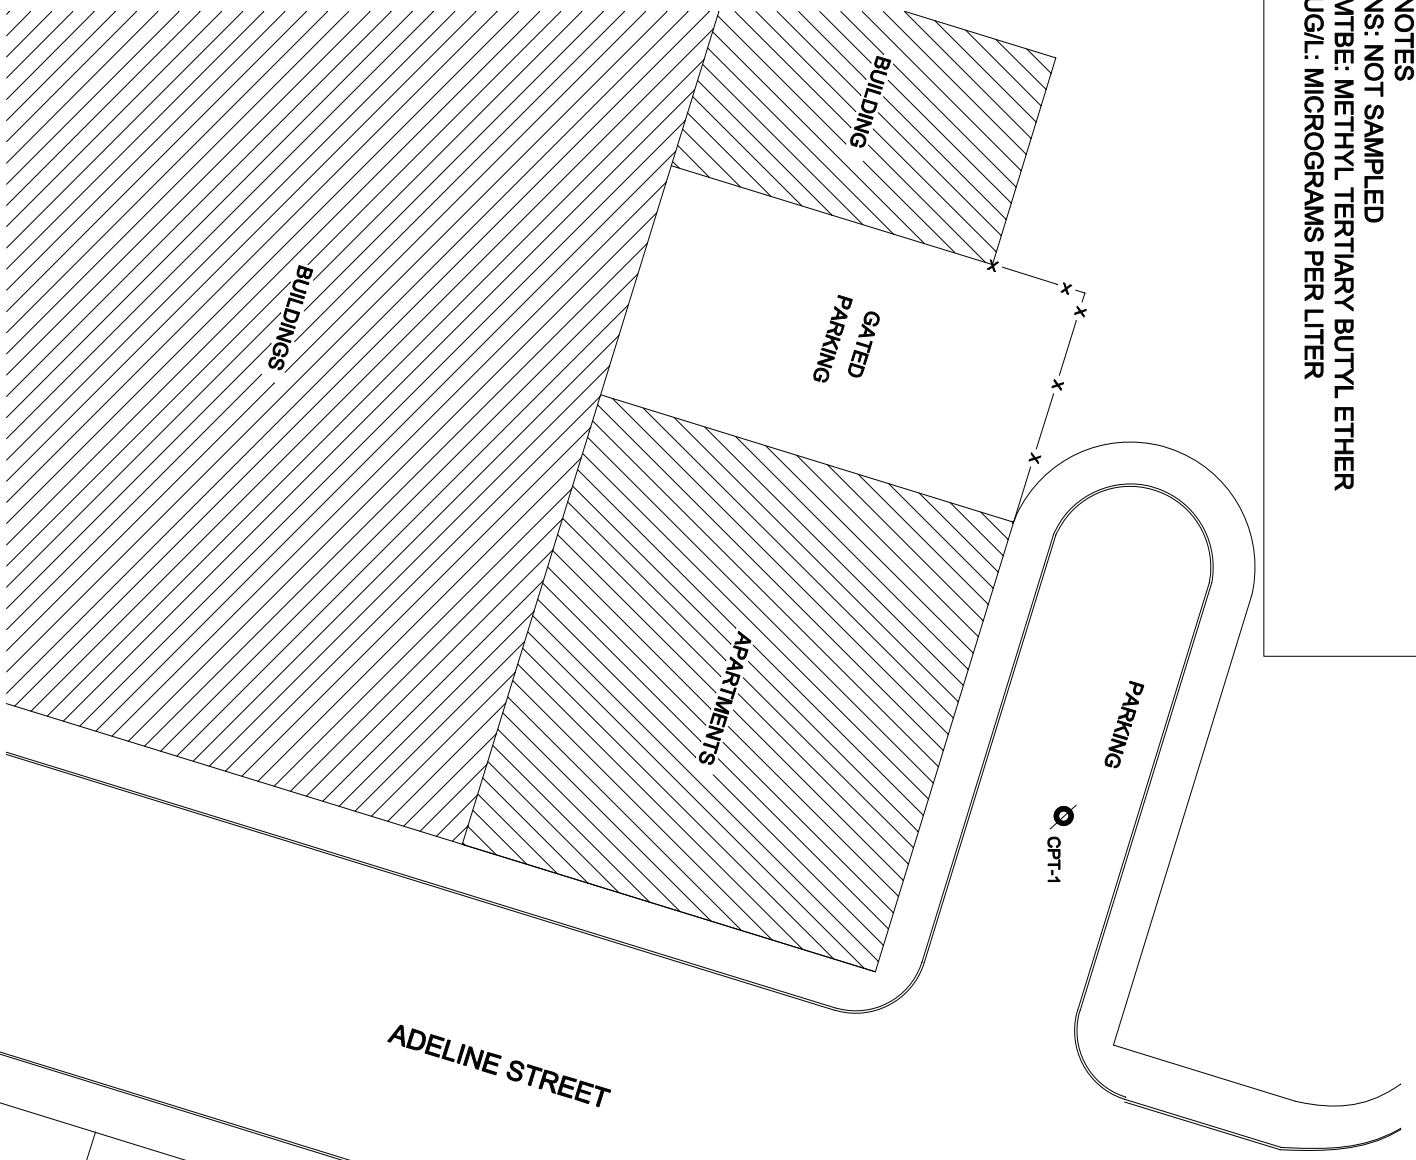 NOTES
NS: NOT SAMPLED
MTBE: METHYL TERTIARY BUTYL ETHER
UG/L: MICROGRAMS PER LITER
BUILDING
BUILDINGS
GATED
PARKING
APARTMENTS
PARKING
CPT-1
ADELINE STREET